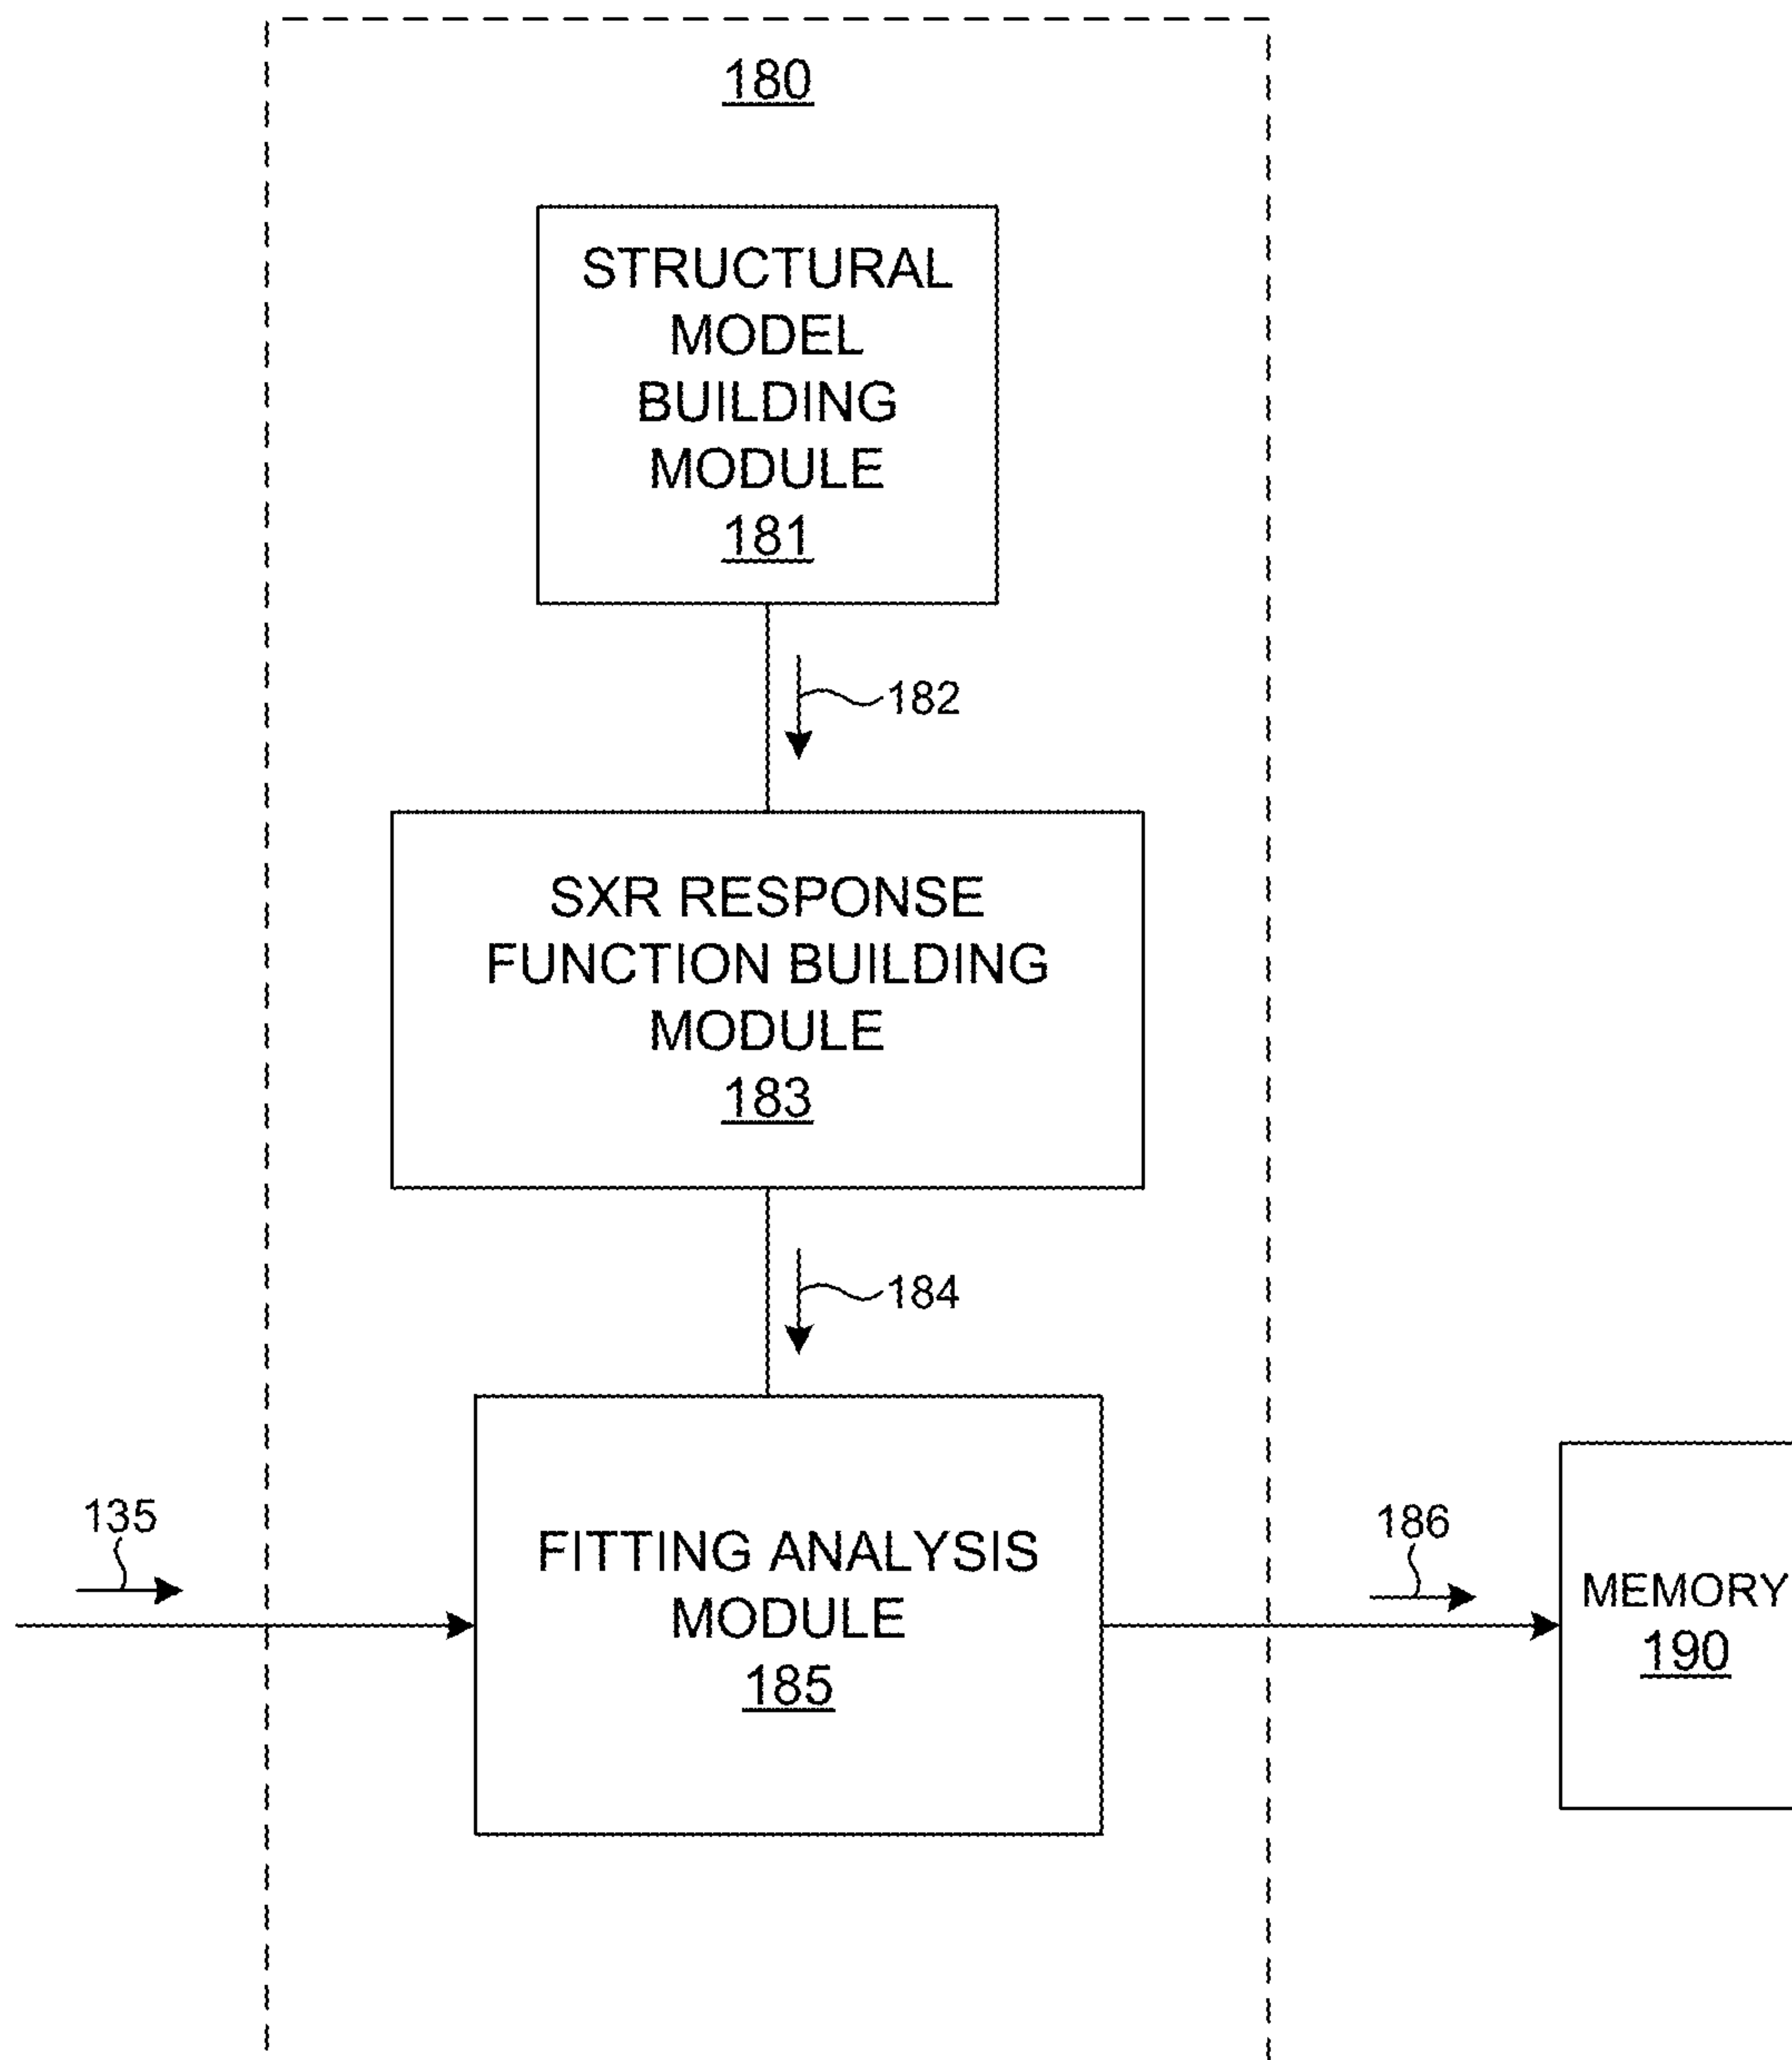 180
STRUCTURAL
MODEL
BUILDING
MODULE
181
182
SXR RESPONSE
FUNCTION BUILDING
MODULE
183
184
135
FITTING ANALYSIS
MODULE
185
186
MEMORY
190